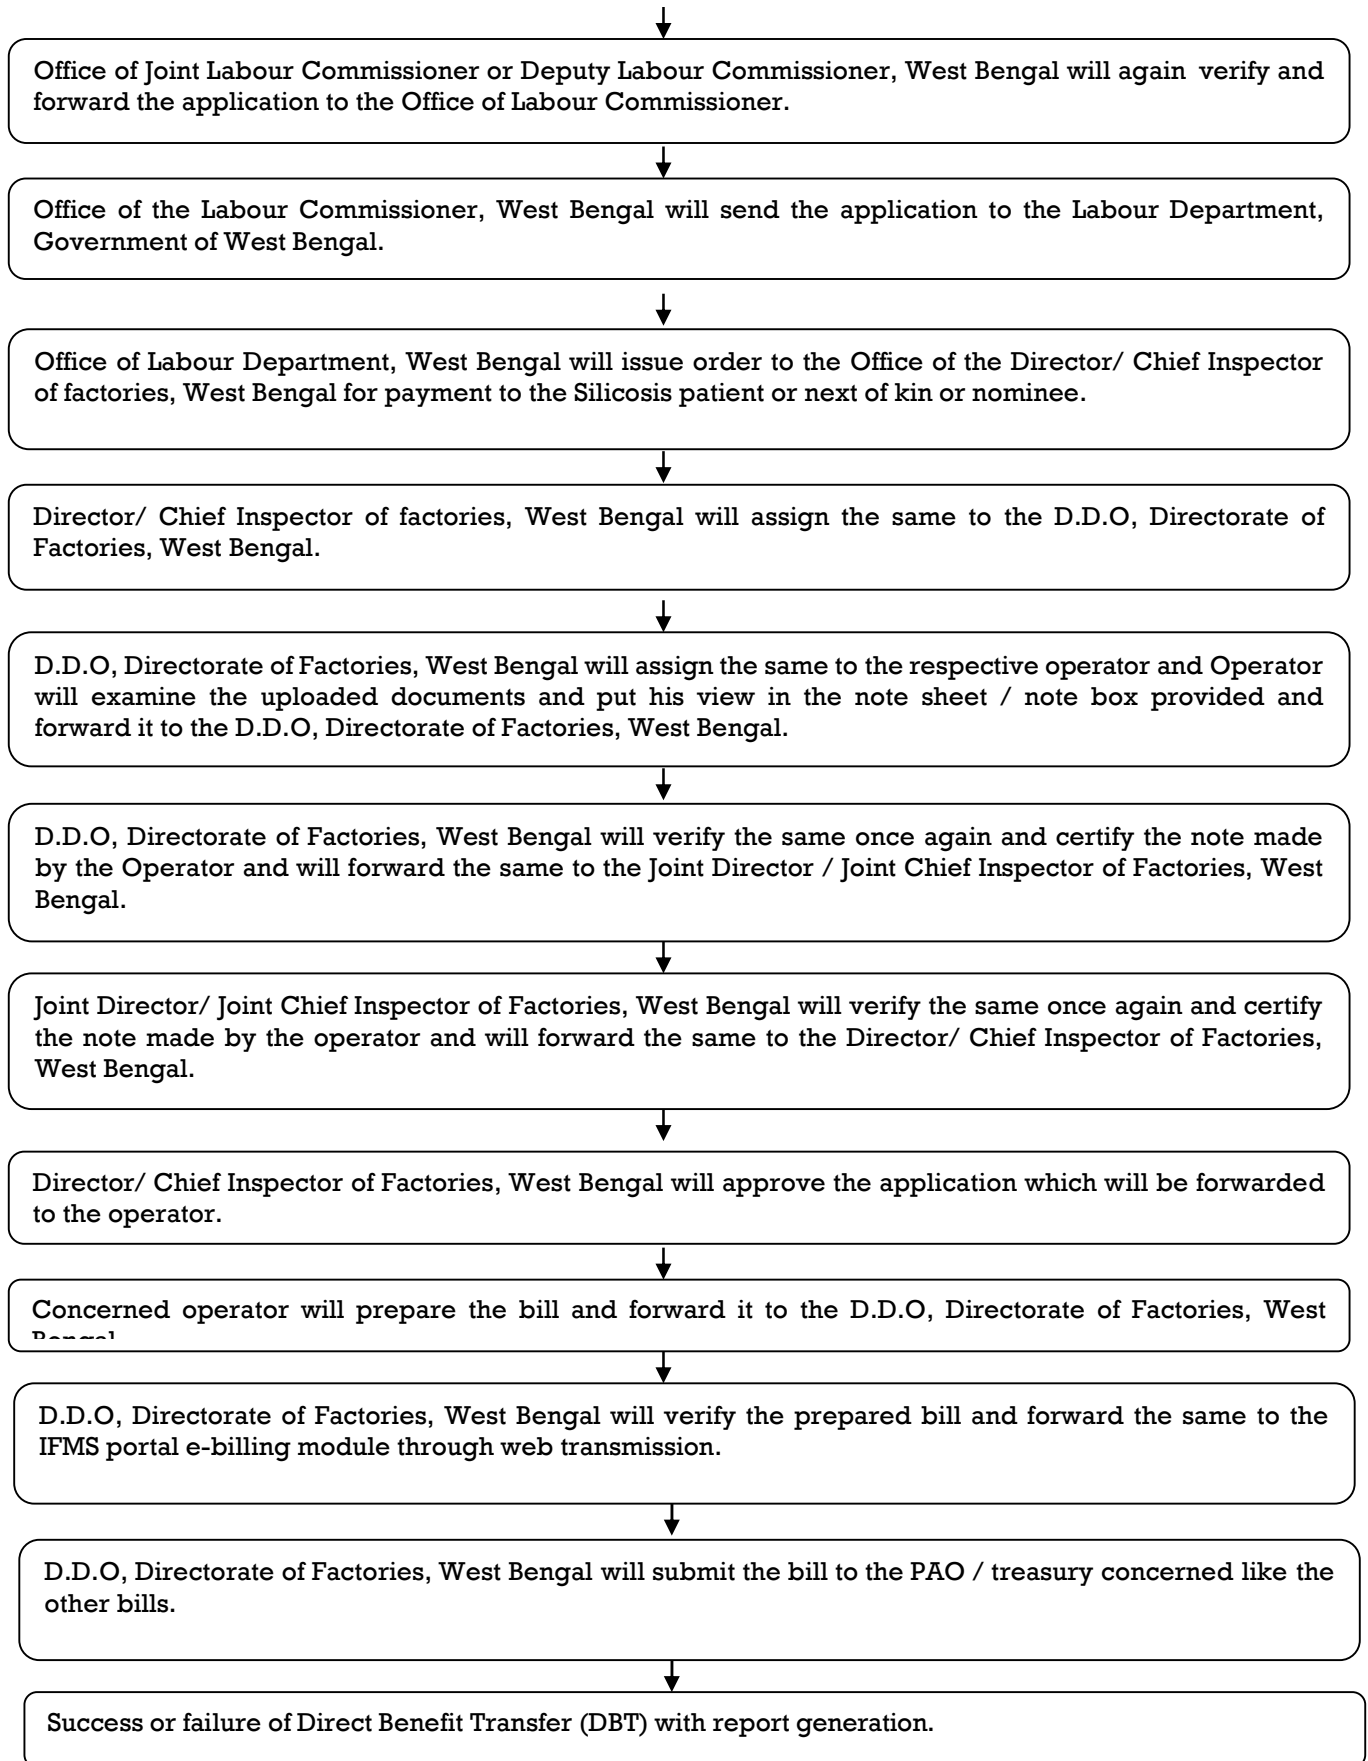 Office of Joint Labour Commissioner or Deputy Labour Commissioner, West Bengal will again verify and
forward the application to the Office of Labour Commissioner.
Office of the Labour Commissioner, West Bengal will send the application to the Labour Department,
Government of West Bengal.
Office of Labour Department, West Bengal will issue order to the Office of the Director/ Chief Inspector
of factories, West Bengal for payment to the Silicosis patient or next of kin or nominee.
Director/ Chief Inspector of factories, West Bengal will assign the same to the D.D.O, Directorate of
Factories, West Bengal.
D.D.O, Directorate of Factories, West Bengal will assign the same to the respective operator and Operator
will examine the uploaded documents and put his view in the note sheet / note box provided and
forward it to the D.D.O, Directorate of Factories, West Bengal.
D.D.O, Directorate of Factories, West Bengal will verify the same once again and certify the note made
by the Operator and will forward the same to the Joint Director / Joint Chief Inspector of Factories, West
Bengal.
Joint Director/ Joint Chief Inspector of Factories, West Bengal will verify the same once again and certify
the note made by the operator and will forward the same to the Director/ Chief Inspector of Factories,
West Bengal.
Director/ Chief Inspector of Factories, West Bengal will approve the application which will be forwarded
to the operator.
Concerned operator will prepare the bill and forward it to the D.D.O, Directorate of Factories, West
D.D.O, Directorate of Factories, West Bengal will verify the prepared bill and forward the same to the
IFMS portal e-billing module through web transmission.
D.D.O, Directorate of Factories, West Bengal will submit the bill to the PAO / treasury concerned like the
other bills.
Success or failure of Direct Benefit Transfer (DBT) with report generation.